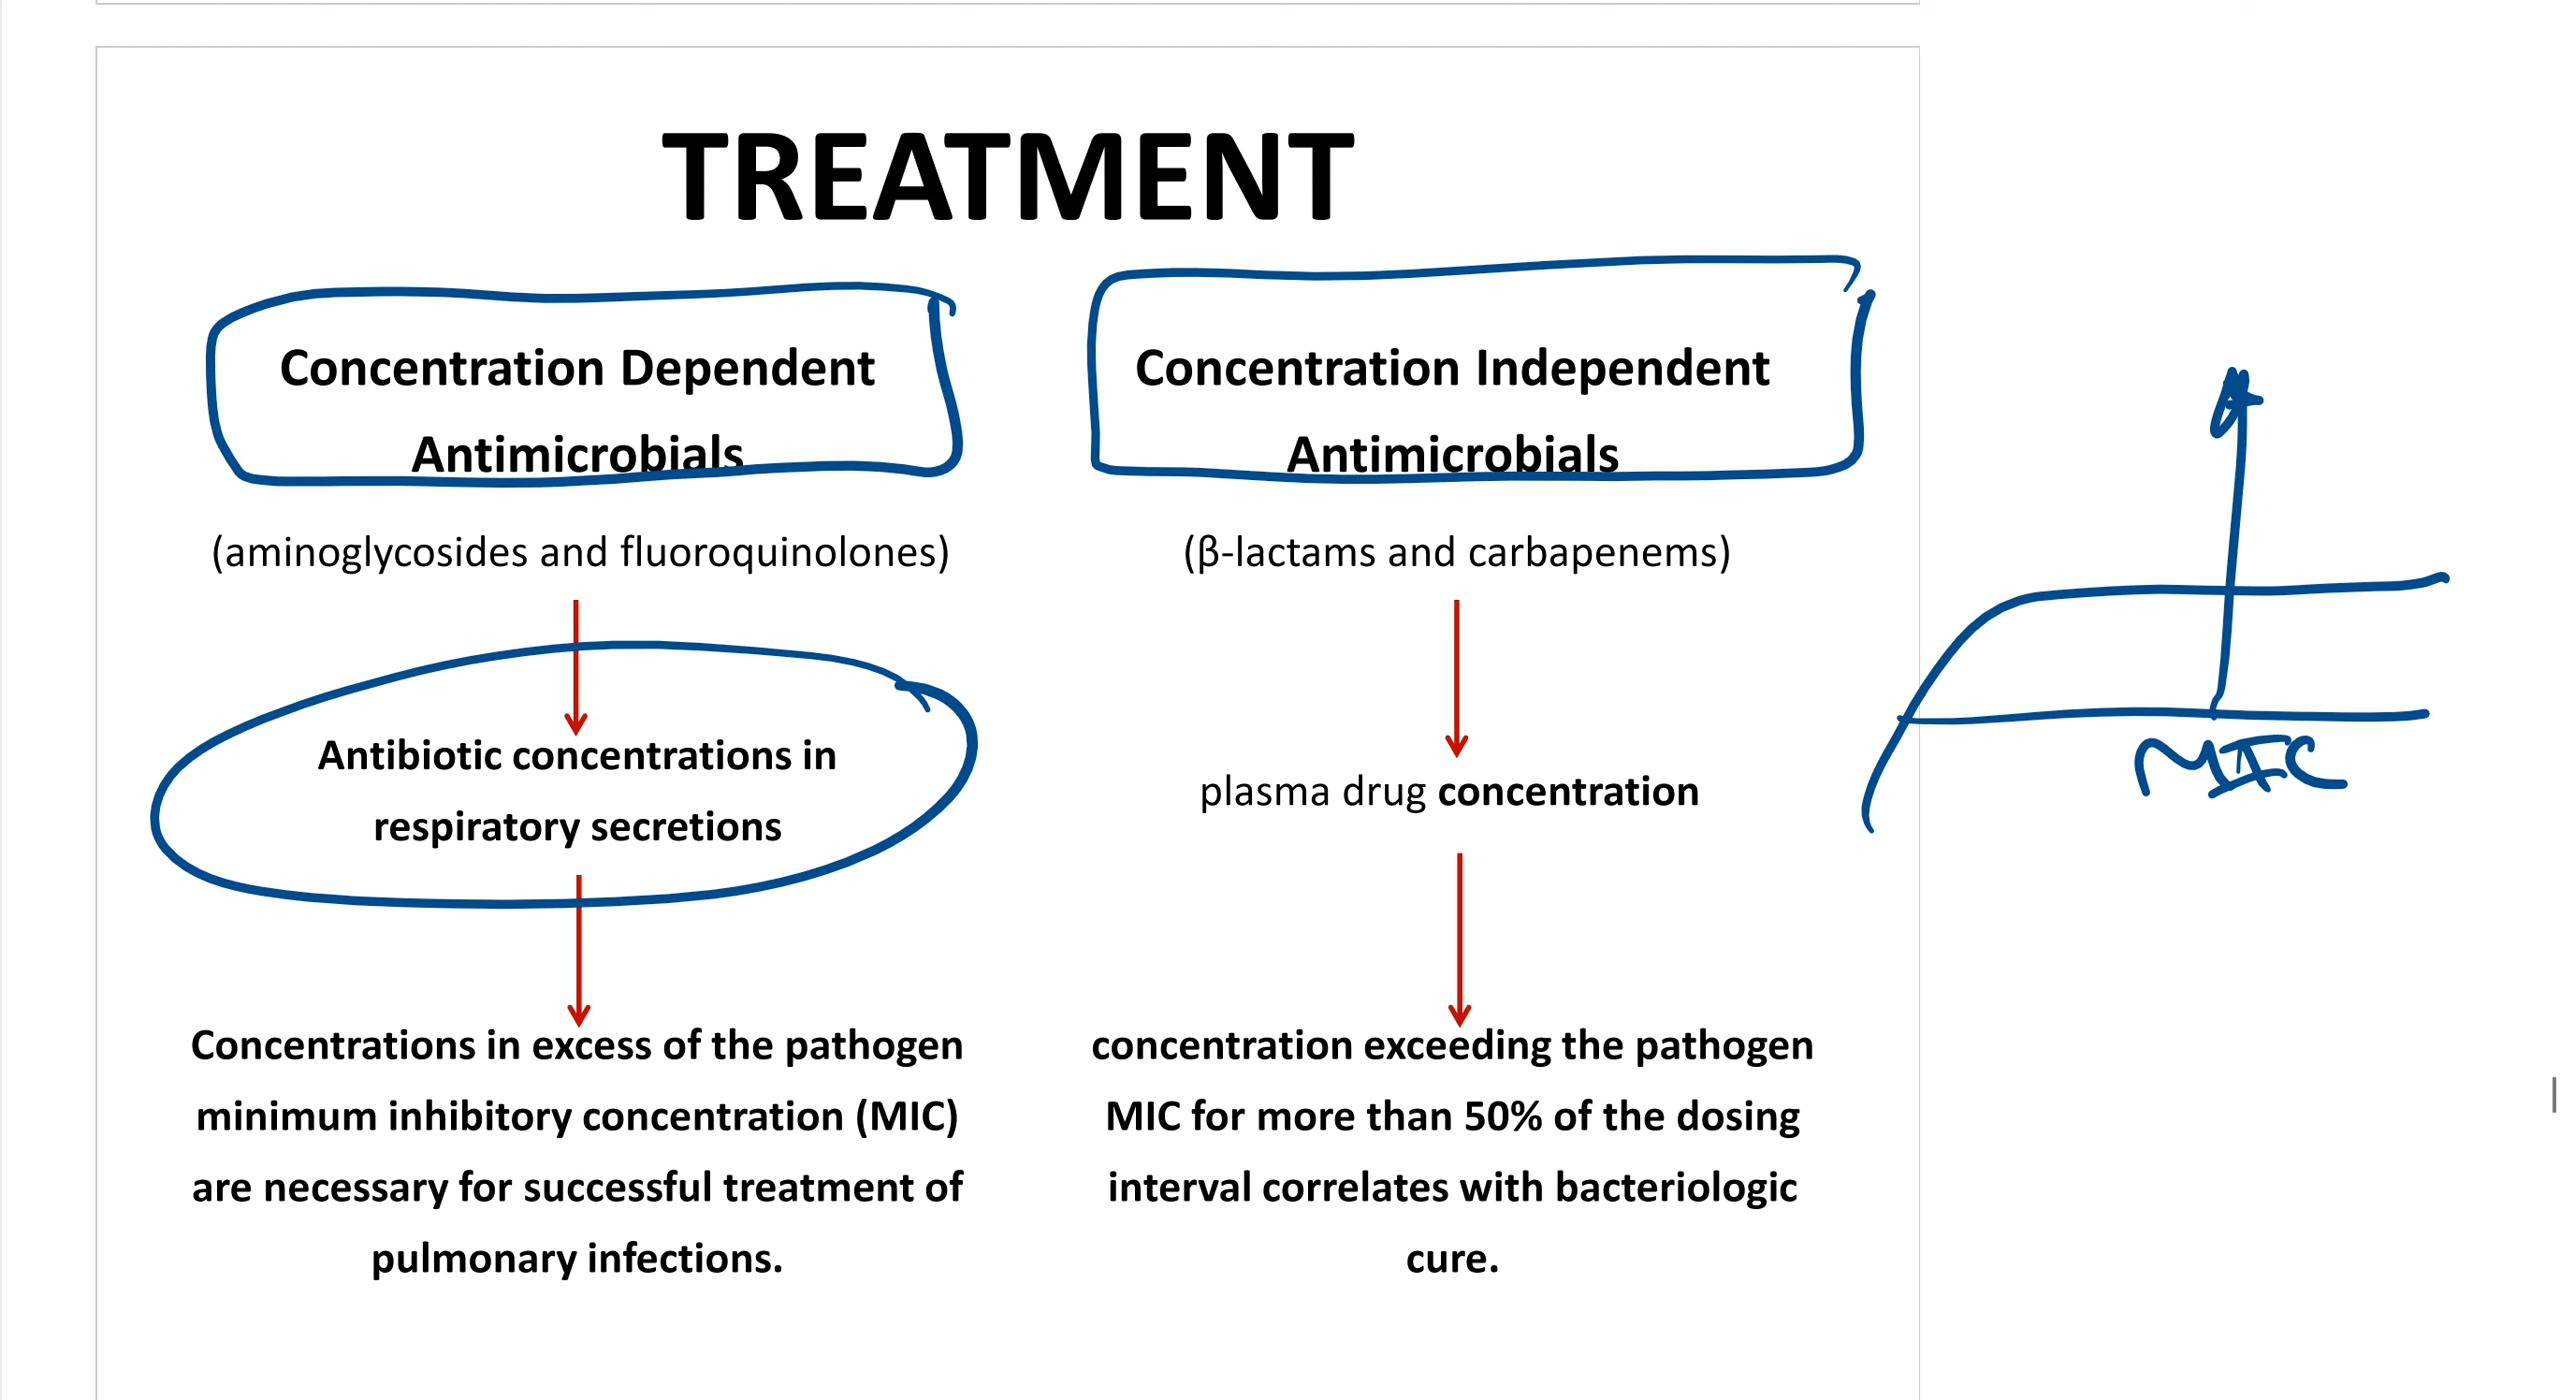 TREATMENT
Concentration Dependent
Antimicrobials
(aminoglycosides and fluoroquinolones)
Antibiotic concentrations in
respiratory secretions
Concentrations in excess of the pathogen
minimum inhibitory concentration (MIC)
are necessary for successful treatment of
pulmonary infections.
Concentration Independent
Antimicrobials
(β-lactams and carbapenems)
plasma drug concentration
concentration exceeding the pathogen
MIC for more than 50% of the dosing
interval correlates with bacteriologic
cure.
MIC